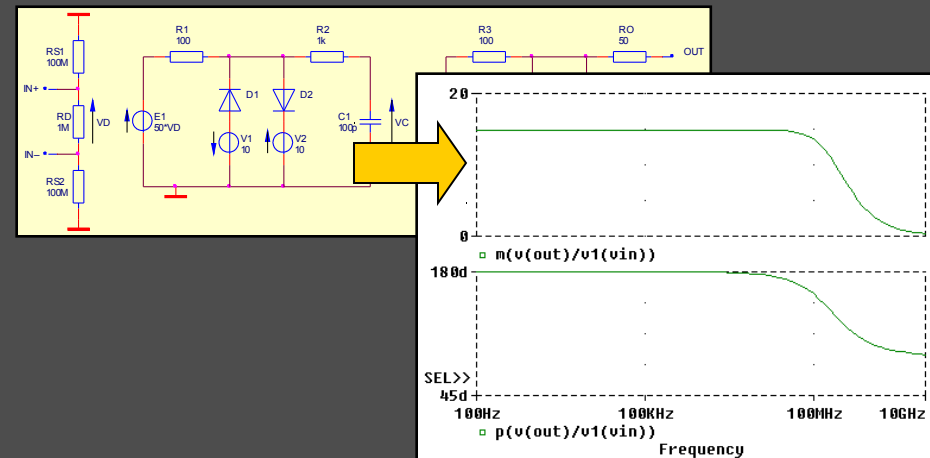 RS1
100M
IN+
RD
1M
VD
IN–
RS2
100M
R1
100
E1
50*VD
D1
D2
V1
10
V2
10
R2
1k
C1
100p
VC
R3
100
RO
50
OUT
20
0
m(v(out)/v1(vin))
180d
SEL>>
45d
100Hz 100KHz 100MHz 10GHz
p(v(out)/v1(vin))
Frequency